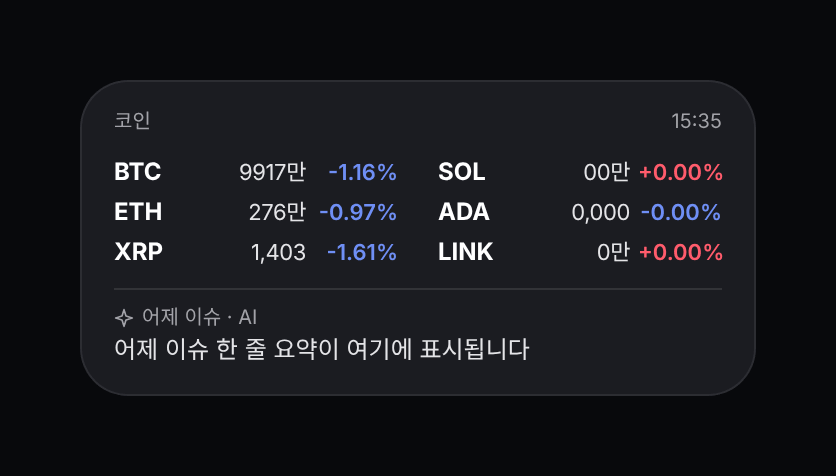 코인 15:35
BTC 9917만 -1.16% SOL 00만 +0.00%
ETH 276만 -0.97% ADA 0,000 -0.00%
XRP 1,403 -1.61% LINK 0만 +0.00%
어제 이슈 · AI
어제 이슈 한 줄 요약이 여기에 표시됩니다